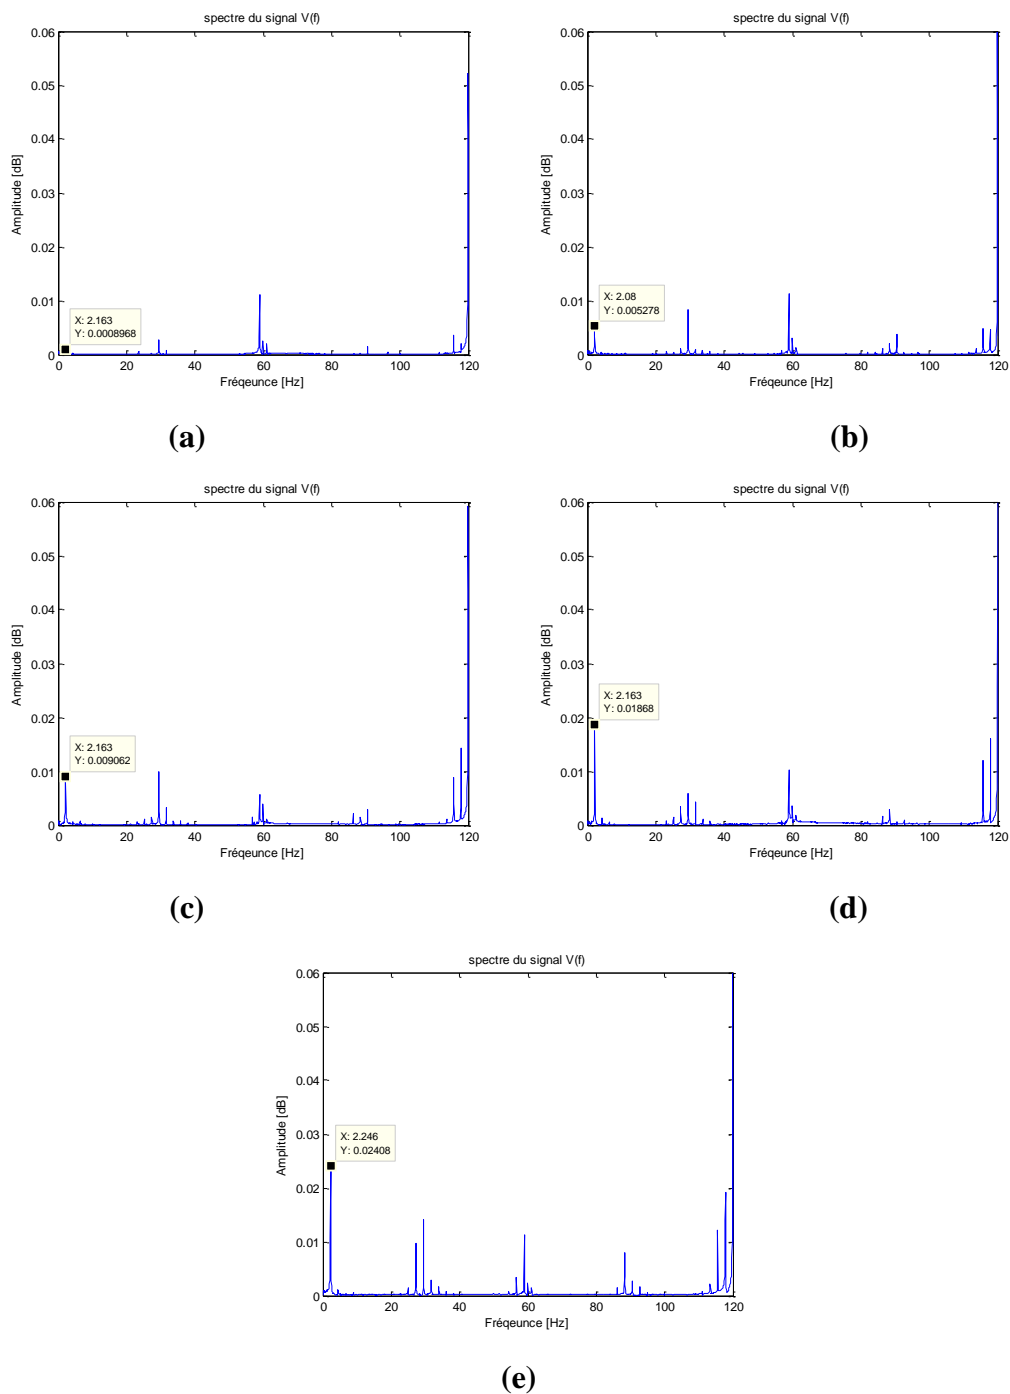 spectre du signal V(f)
0.06
0.05
0.04
0.03
0.02
0.01
0
Amplitude [dB]
X: 2.163
Y: 0.0008968
0 20 40 60 80 100 120
Fréqeunce [Hz]
(a)
spectre du signal V(f)
0.06
0.05
0.04
0.03
0.02
0.01
0
Amplitude [dB]
X: 2.08
Y: 0.005278
0 20 40 60 80 100 120
Fréqeunce [Hz]
(b)
spectre du signal V(f)
0.06
0.05
0.04
0.03
0.02
0.01
0
Amplitude [dB]
X: 2.163
Y: 0.009062
0 20 40 60 80 100 120
Fréqeunce [Hz]
(c)
spectre du signal V(f)
0.06
0.05
0.04
0.03
0.02
0.01
0
Amplitude [dB]
X: 2.163
Y: 0.01868
0 20 40 60 80 100 120
Fréqeunce [Hz]
(d)
spectre du signal V(f)
0.06
0.05
0.04
0.03
0.02
0.01
0
Amplitude [dB]
X: 2.246
Y: 0.02408
0 20 40 60 80 100 120
Fréqeunce [Hz]
(e)